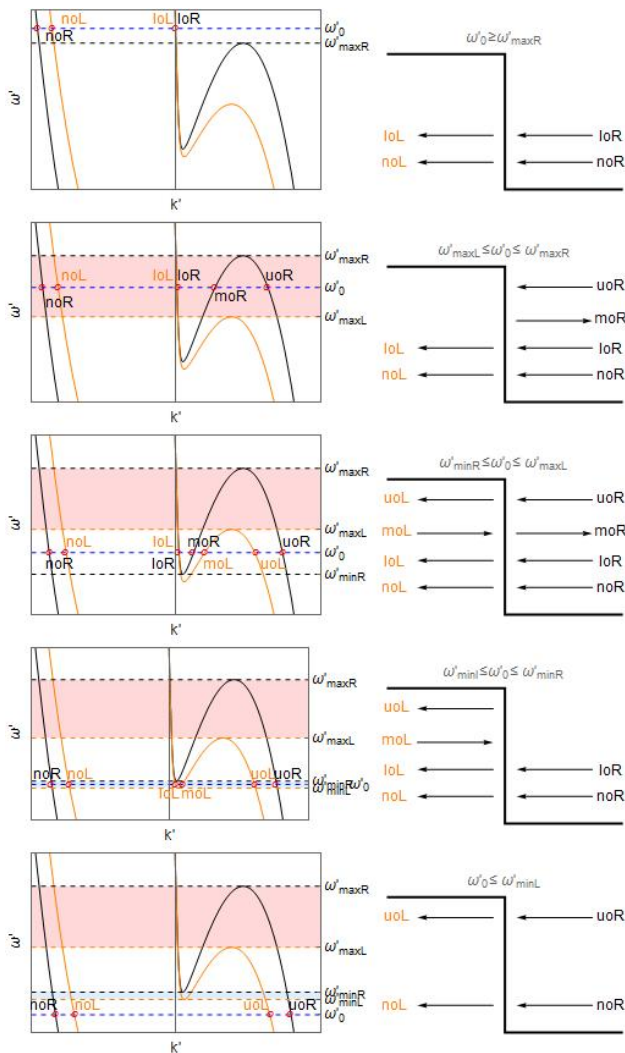 noL loL loR ω'0
noR ω'maxR
ω'
k'
ω'0≥ω'maxR
loL loR
noL noR
ω'maxR
noL loL loR uoR ω'0
noR moR
ω'maxL
ω'
k'
ω'maxL≤ω'0≤ω'maxR
uoR
moR
loL loR
noL noR
ω'maxR
ω'maxL
noL loL moR uoR ω'0
noR loR moL uoL ω'minR
ω'
k'
ω'minR≤ω'0≤ω'maxL
uoL uoR
moL moR
loL loR
noL noR
ω'maxR
ω'maxL
noR noL uoL uoR ω'minR ω'0
loL moL ω'minL
ω'
k'
ω'minl≤ω'0≤ω'minR
uoL
moL
loL loR
noL noR
ω'maxR
ω'maxL
ω'minR
noR noL uoL uoR ω'minL
ω'0
ω'
k'
ω'0≤ω'minL
uoL uoR
noL noR